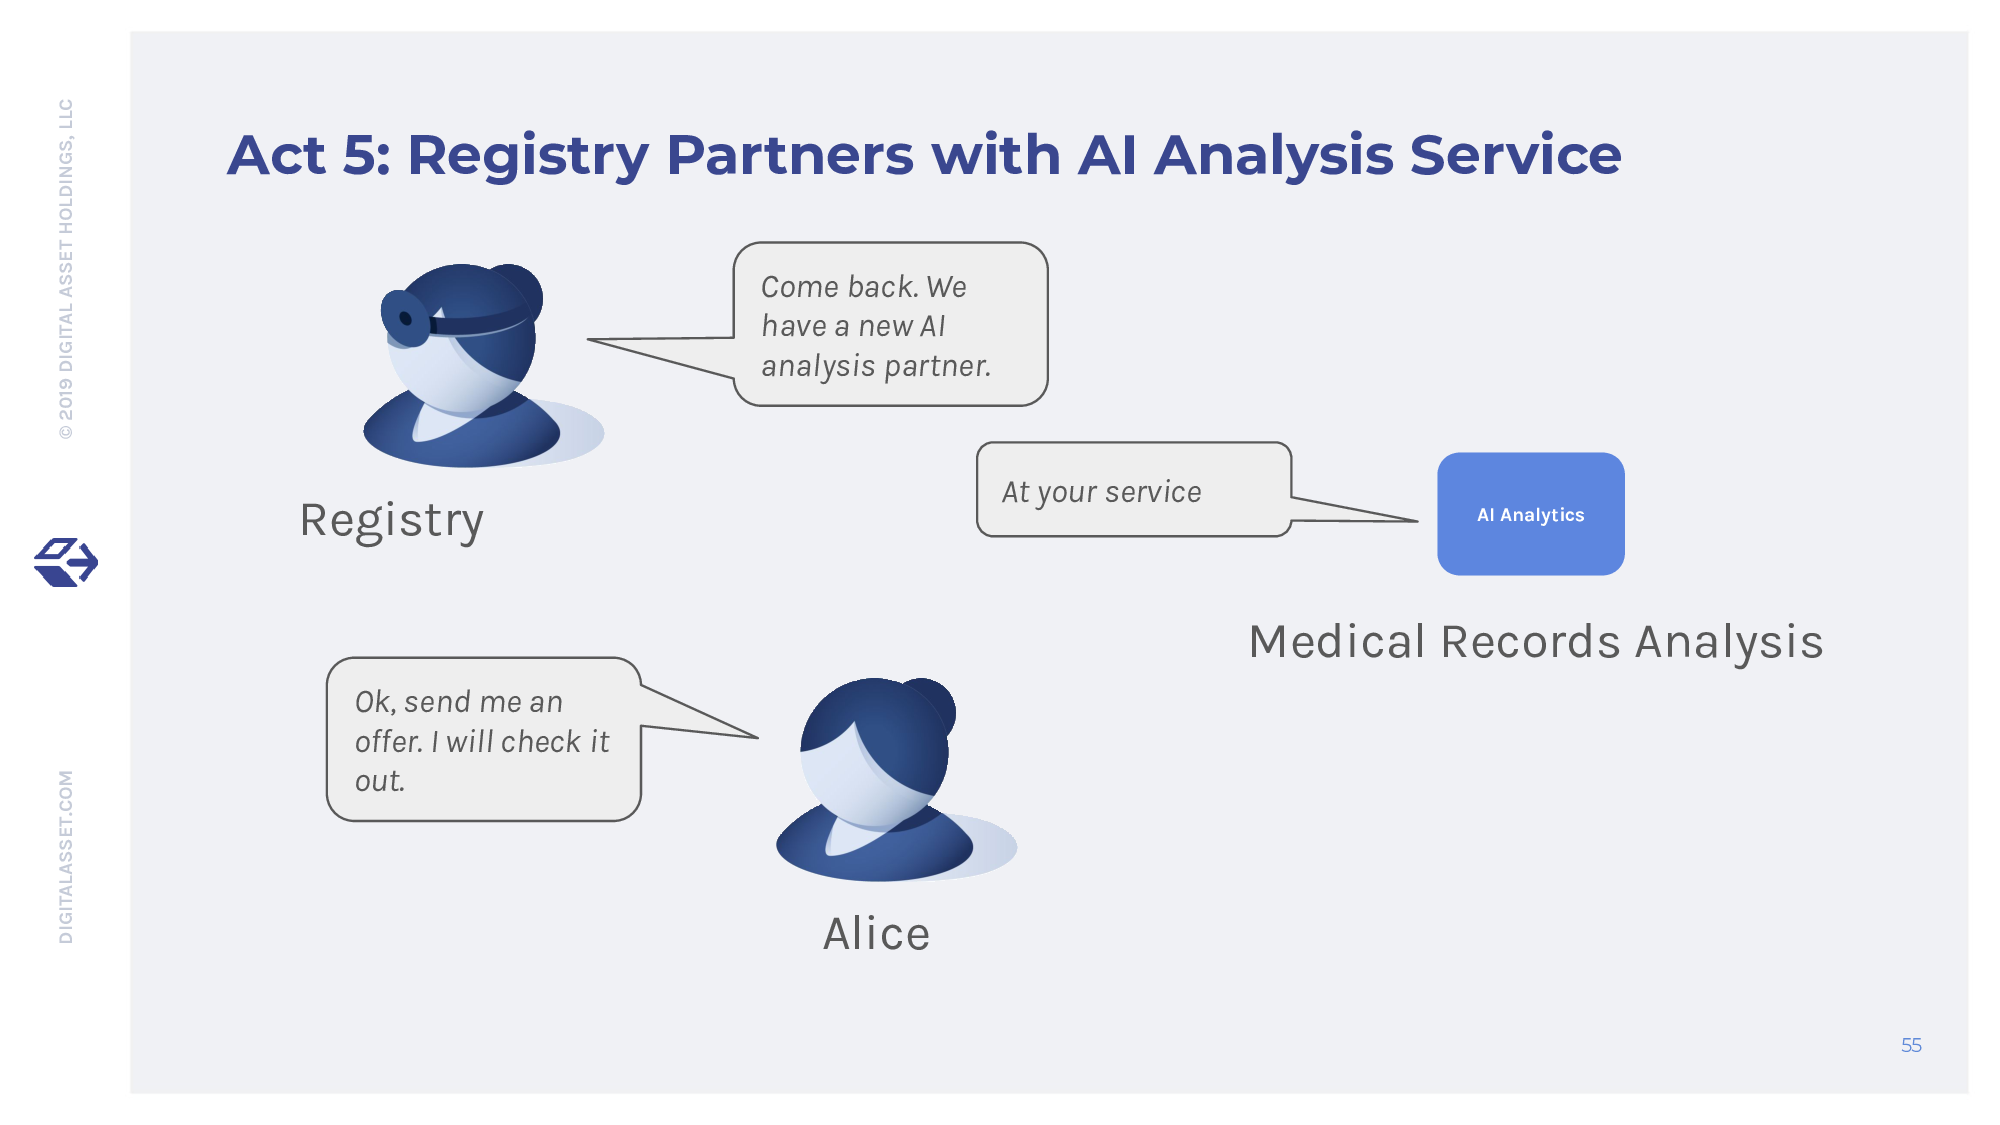 © 2019 DIGITAL ASSET HOLDINGS, LLC
DIGITALASSET.COM
Act 5: Registry Partners with AI Analysis Service
Come back. We
have a new AI
analysis partner.
Registry
At your service
AI Analytics
Medical Records Analysis
Ok, send me an
offer. I will check it
out.
Alice
55